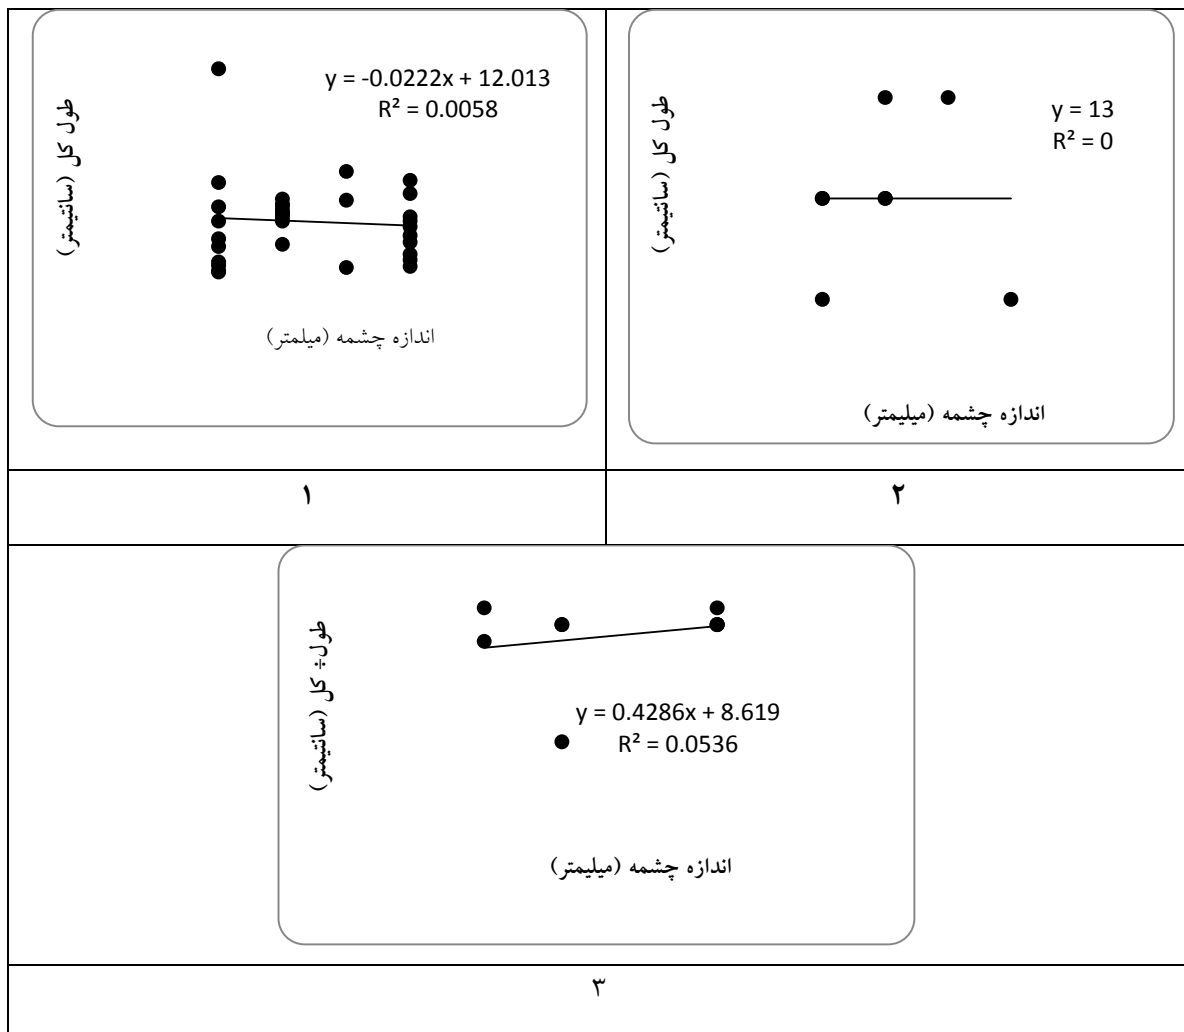 y = -0.0222x + 12.013
R² = 0.0058
طول کل (سانتیمتر)
اندازه چشمه (میلمتر)
y = 13
R² = 0
طول کل (سانتیمتر)
اندازه چشمه (میلیمتر)
۱
۲
طول÷ کل (سانتیمتر)
y = 0.4286x + 8.619
R² = 0.0536
اندازه چشمه (میلیمتر)
۳